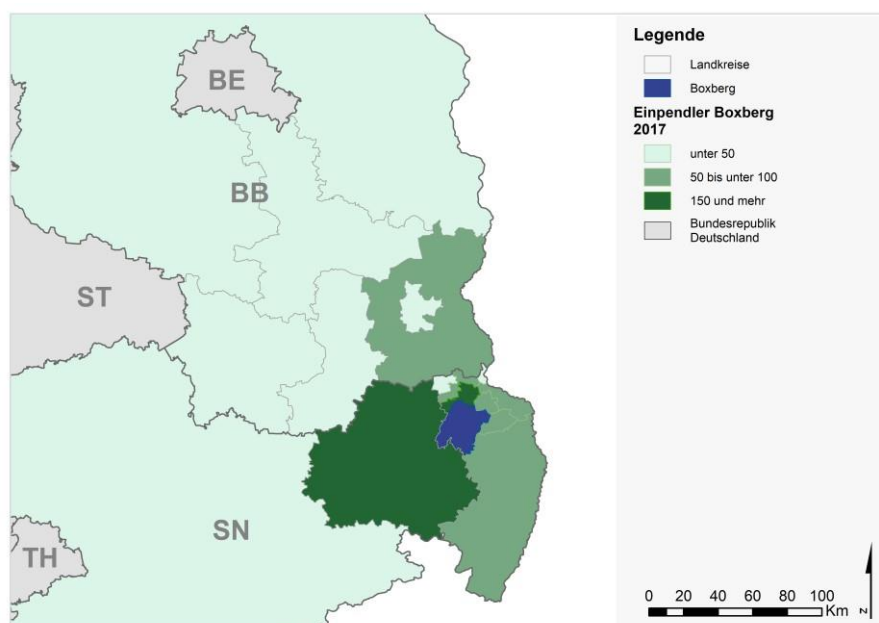 BE
BB
ST
SN
TH
Legende
Landkreise
Boxberg
Einpendler Boxberg
2017
unter 50
50 bis unter 100
150 und mehr
Bundesrepublik
Deutschland
0 20 40 60 80 100
Km
N